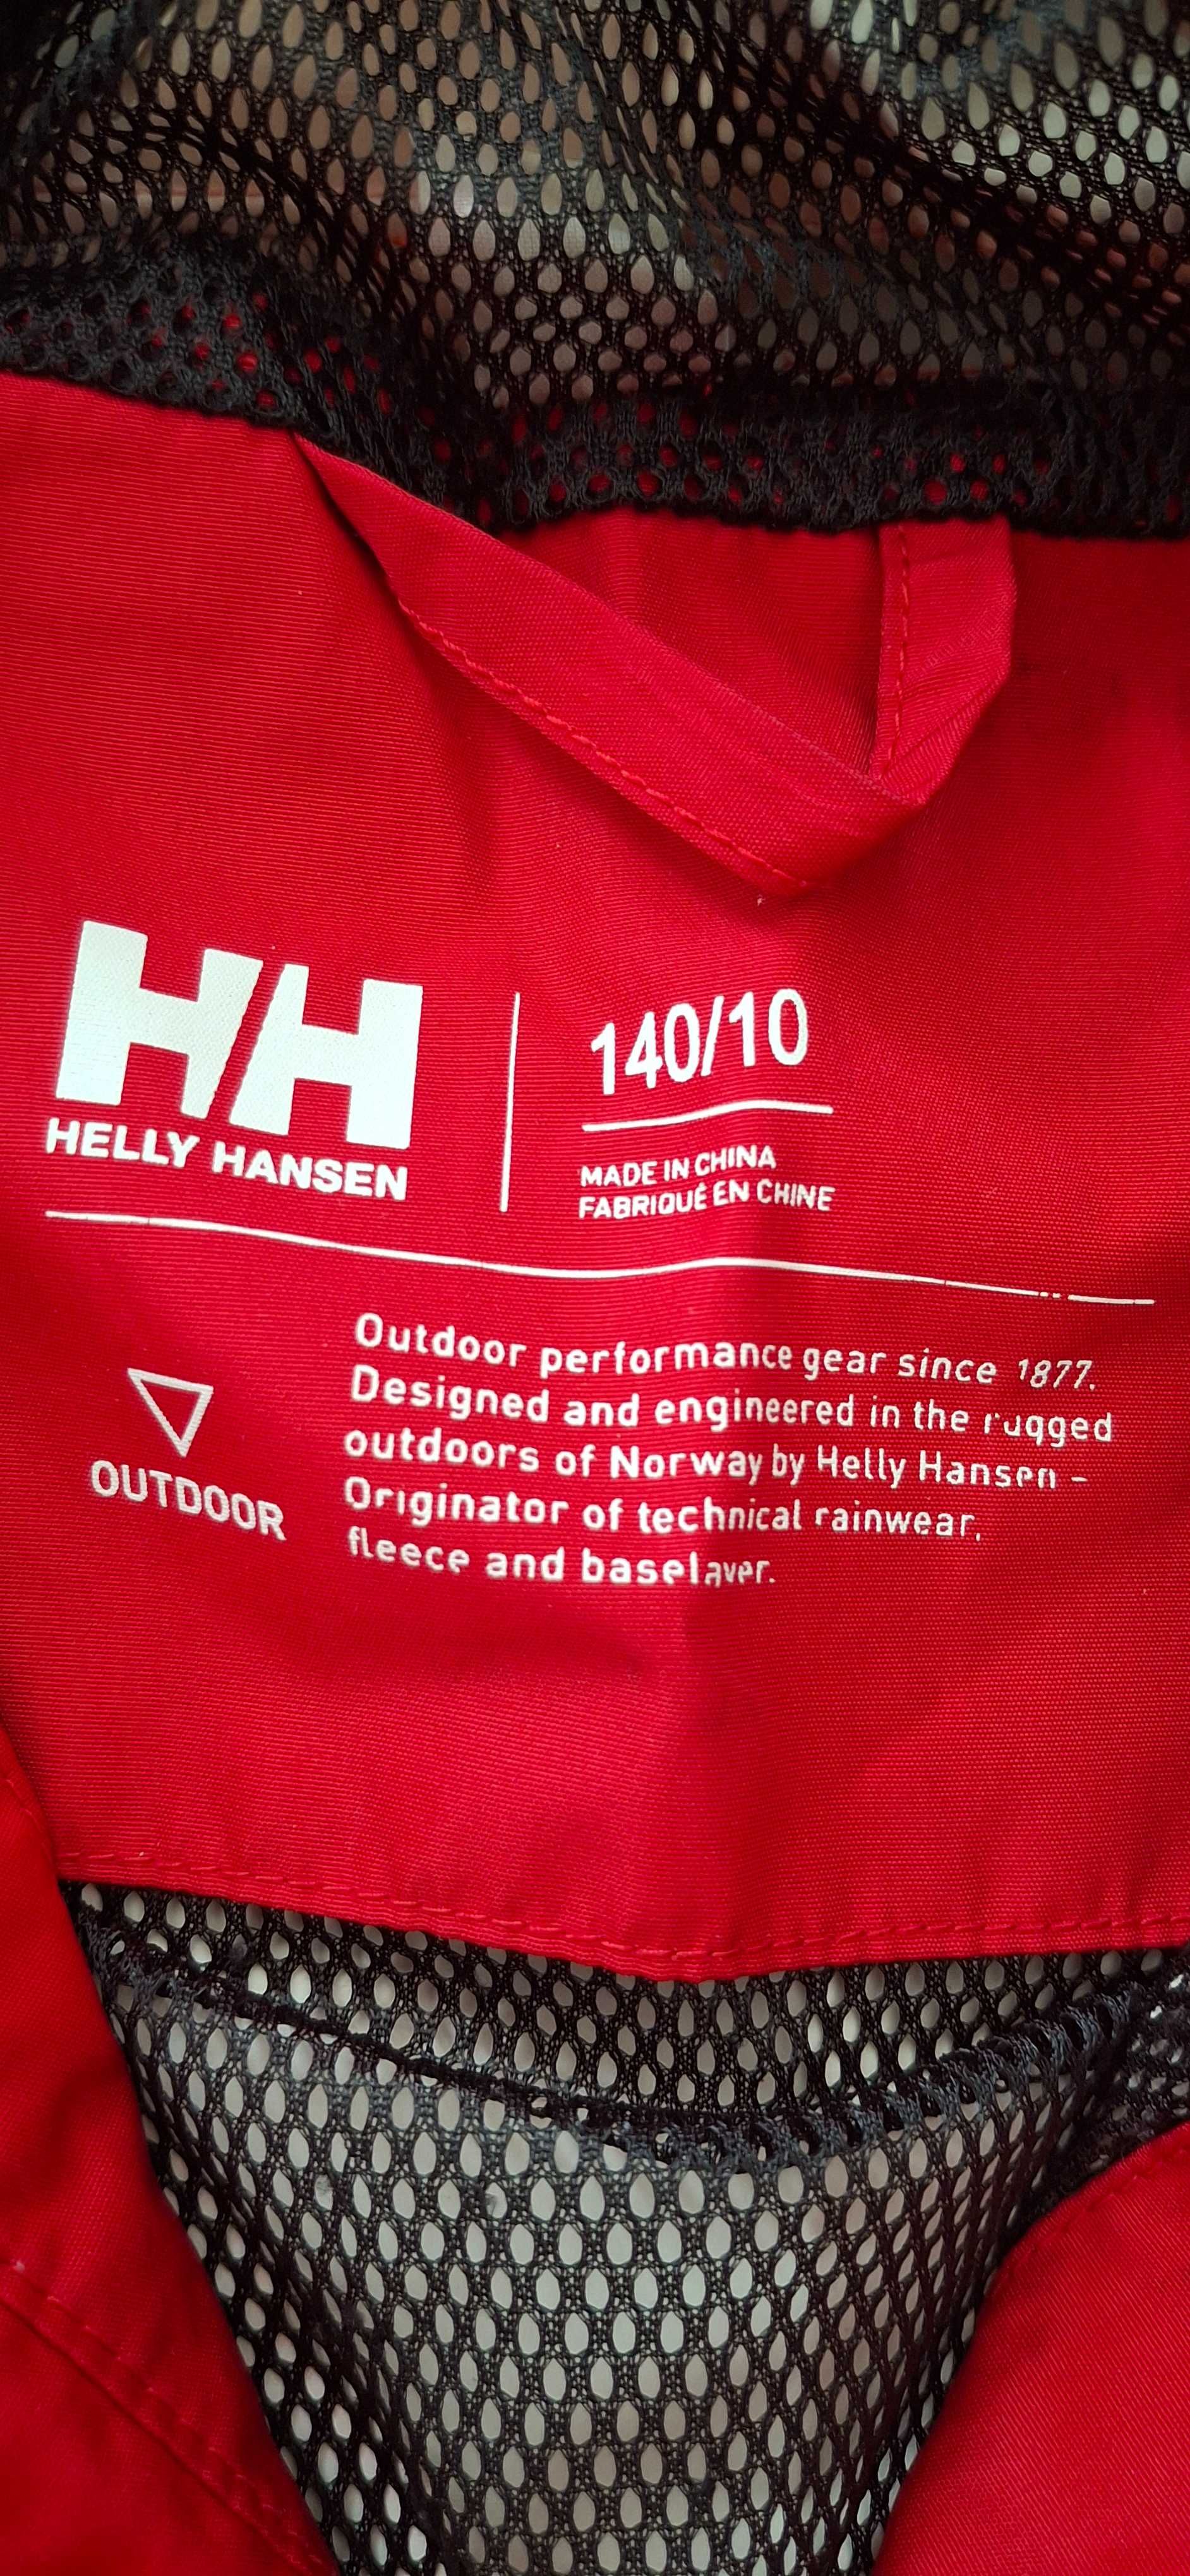 HH
HELLY HANSEN
140/10
MADE IN CHINA
FABRIQUÉ EN CHINE
OUTDOOR
Outdoor performance gear since 1877.
Designed and engineered in the rugged
outdoors of Norway by Helly Hansen -
Originator of technical rainwear,
fleece and baselayer.